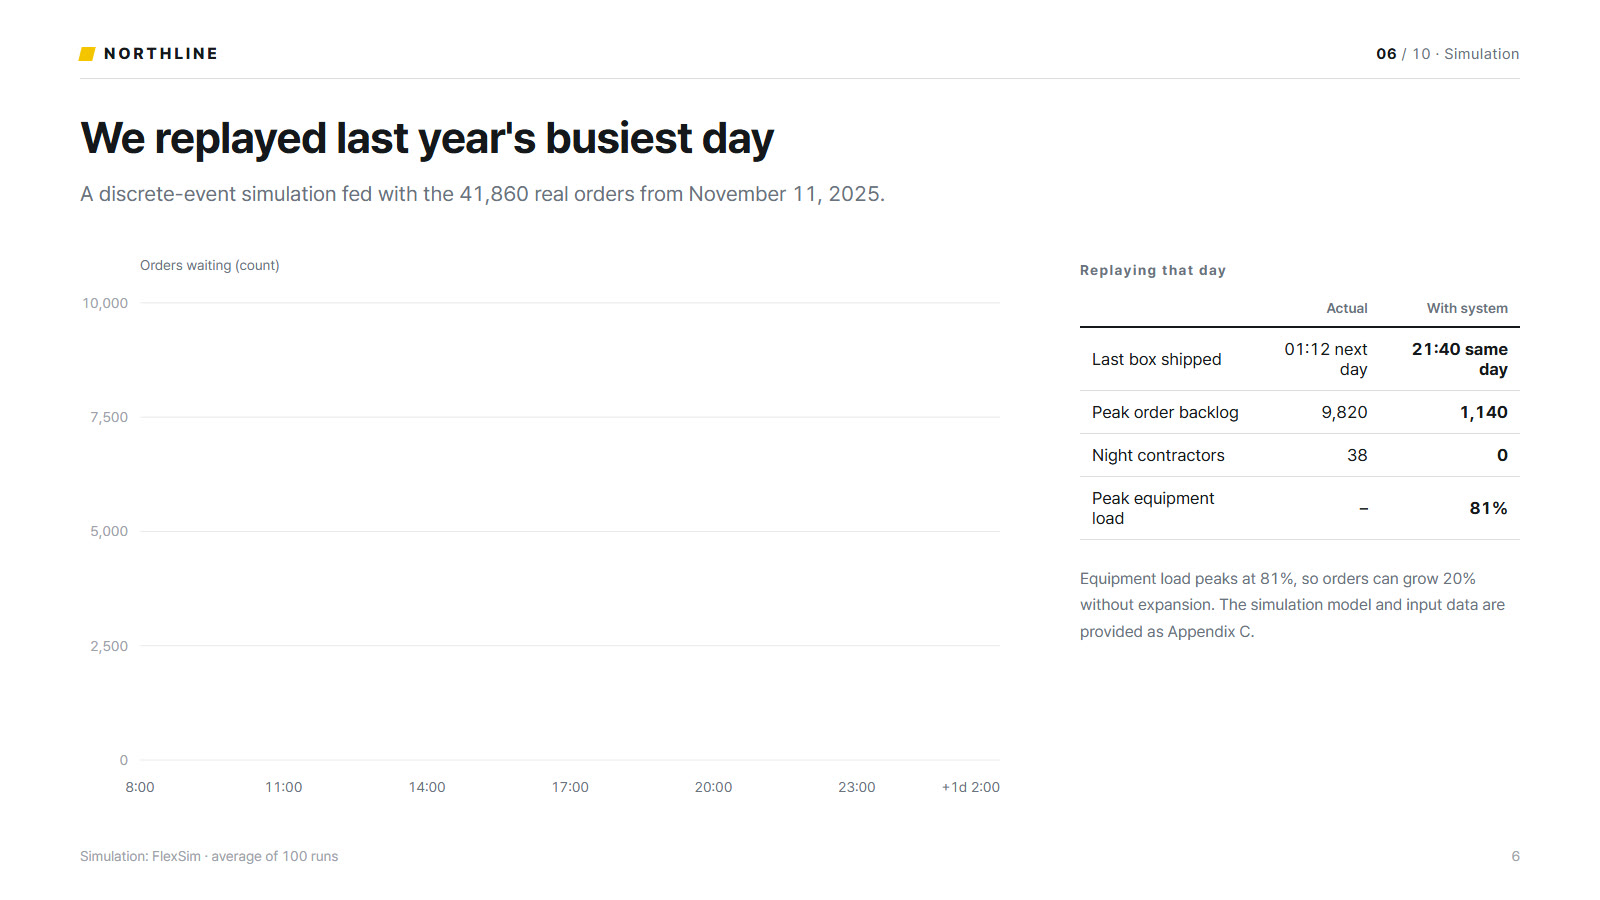 NORTHLINE
06 / 10 · Simulation
We replayed last year's busiest day
A discrete-event simulation fed with the 41,860 real orders from November 11, 2025.
Orders waiting (count)
10,000
7,500
5,000
2,500
0
8:00 11:00 14:00 17:00 20:00 23:00 +1d 2:00
Replaying that day
Actual With system
Last box shipped 01:12 next day 21:40 same day
Peak order backlog 9,820 1,140
Night contractors 38 0
Peak equipment load – 81%
Equipment load peaks at 81%, so orders can grow 20%
without expansion. The simulation model and input data are
provided as Appendix C.
Simulation: FlexSim · average of 100 runs
6